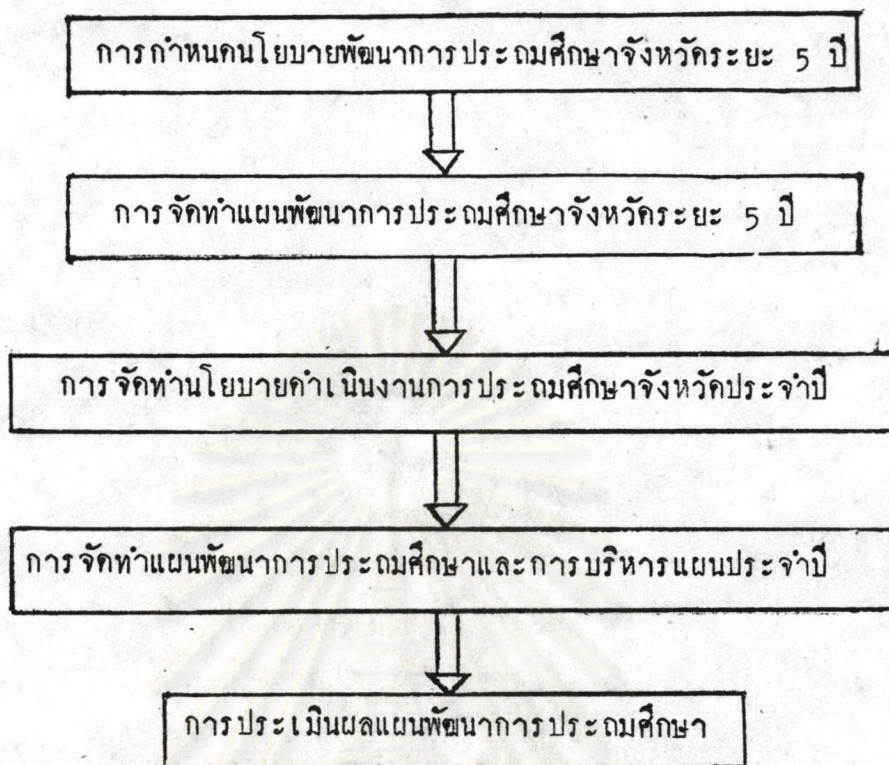 การกำหนดนโยบายพัฒนาการประถมศึกษาจังหวัดระยะ 5 ปี
การจัดทำแผนพัฒนาการประถมศึกษาจังหวัดระยะ 5 ปี
การจัดทำนโยบายดำเนินงานการประถมศึกษาจังหวัดประจำปี
การจัดทำแผนพัฒนาการประถมศึกษาและการบริหารแผนประจำปี
การประเมินผลแผนพัฒนาการประถมศึกษา